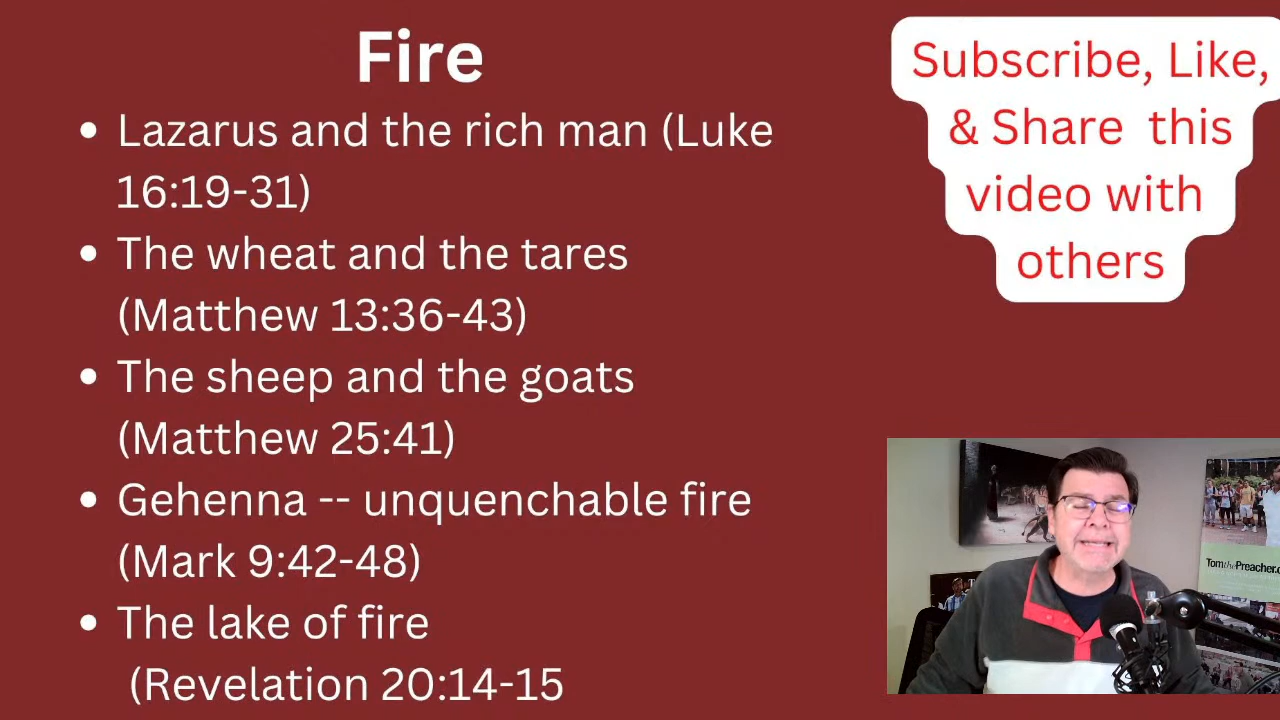 Fire
• Lazarus and the rich man (Luke
16:19-31)
• The wheat and the tares
(Matthew 13:36-43)
• The sheep and the goats
(Matthew 25:41)
• Gehenna -- unquenchable fire
(Mark 9:42-48)
• The lake of fire
(Revelation 20:14-15
Subscribe, Like,
& Share this
video with
others
TomthePreacher.c